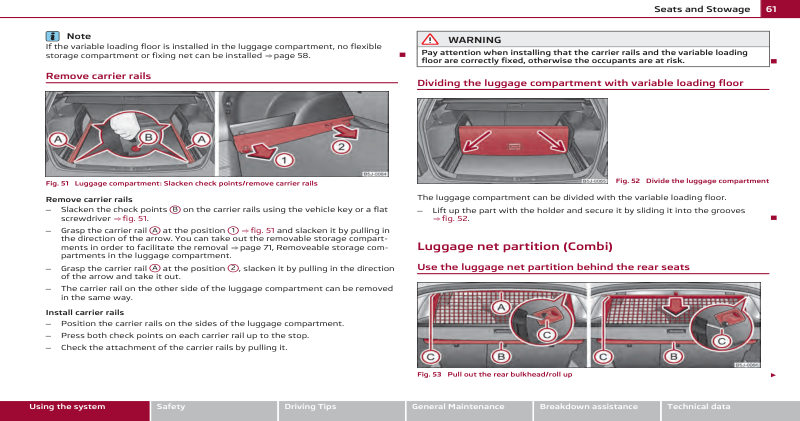 Seats and Stowage 61
Note
If the variable loading floor is installed in the luggage compartment, no flexible
storage compartment or fixing net can be installed ⇒ page 58.
Remove carrier rails
A B A 1 2
Fig. 51 Luggage compartment: Slacken check points/remove carrier rails
Remove carrier rails
– Slacken the check points B on the carrier rails using the vehicle key or a flat
screwdriver ⇒ fig. 51.
– Grasp the carrier rail A at the position 1 ⇒ fig. 51 and slacken it by pulling in
the direction of the arrow. You can take out the removable storage compart-
ments in order to facilitate the removal ⇒ page 71, Removeable storage com-
partments in the luggage compartment.
– Grasp the carrier rail A at the position 2, slacken it by pulling in the direction
of the arrow and take it out.
– The carrier rail on the other side of the luggage compartment can be removed
in the same way.
Install carrier rails
– Position the carrier rails on the sides of the luggage compartment.
– Press both check points on each carrier rail up to the stop.
– Check the attachment of the carrier rails by pulling it.
WARNING
Pay attention when installing that the carrier rails and the variable loading
floor are correctly fixed, otherwise the occupants are at risk.
Dividing the luggage compartment with variable loading floor
Fig. 52 Divide the luggage compartment
The luggage compartment can be divided with the variable loading floor.
– Lift up the part with the holder and secure it by sliding it into the grooves
⇒ fig. 52.
Luggage net partition (Combi)
Use the luggage net partition behind the rear seats
A C C B C C B
Fig. 53 Pull out the rear bulkhead/roll up
Using the system Safety Driving Tips General Maintenance Breakdown assistance Technical data